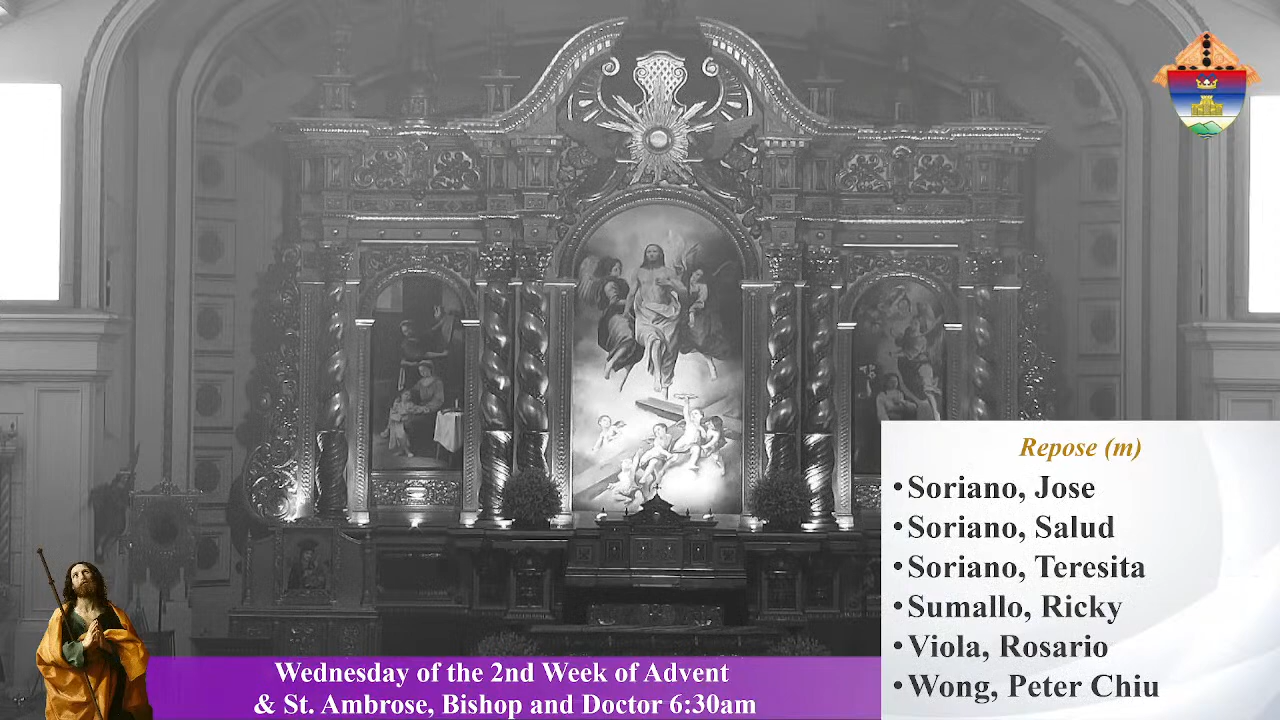 Repose (m)
• Soriano, Jose
• Soriano, Salud
• Soriano, Teresita
• Sumallo, Ricky
• Viola, Rosario
• Wong, Peter Chiu
Wednesday of the 2nd Week of Advent
& St. Ambrose, Bishop and Doctor 6:30am